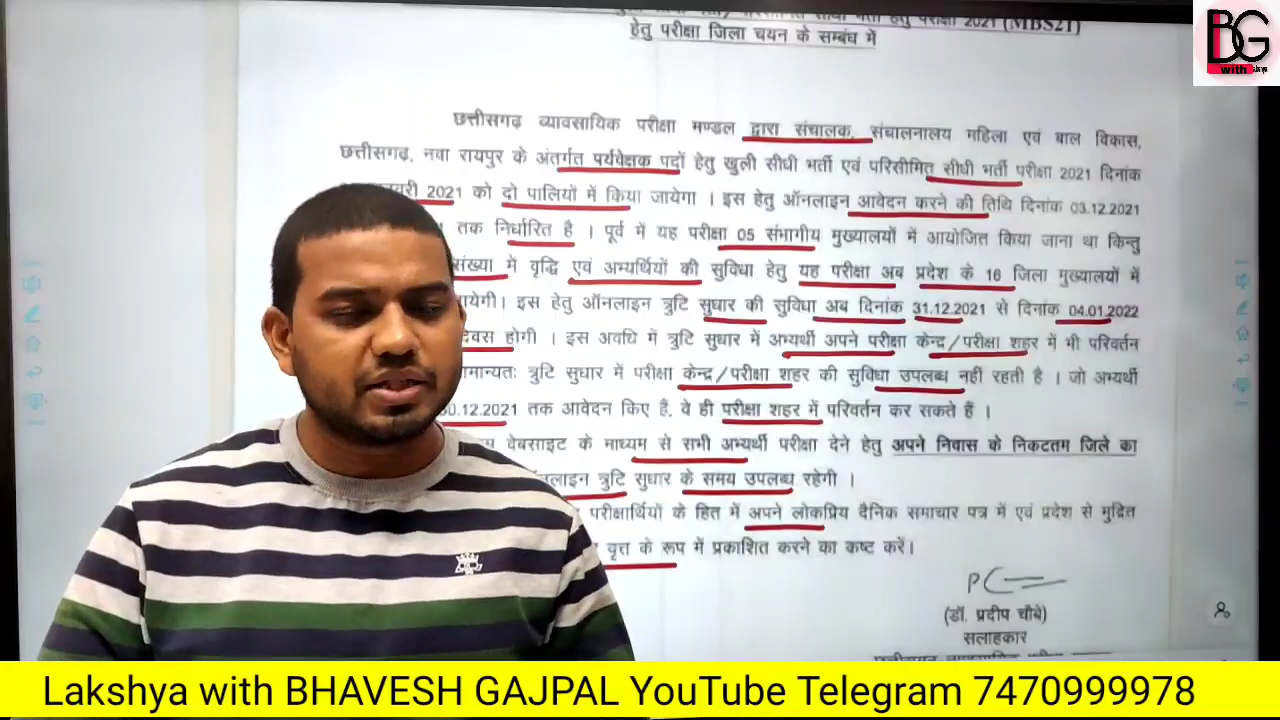 BG
with
हेतु परीक्षा जिला चयन के सम्बंध में
छत्तीसगढ़ व्यावसायिक परीक्षा मण्डल द्वारा संचालक, संचालनालय महिला एवं बाल विकास,
छत्तीसगढ़, नवा रायपुर के अंतर्गत पर्यवेक्षक पदों हेतु खुली सीधी भर्ती एवं परिसीमित सीधी भर्ती परीक्षा 2021 दिनांक
2021 को दो पालियों में किया जायेगा । इस हेतु ऑनलाइन आवेदन करने की तिथि दिनांक 03.12.2021
तक निर्धारित है । पूर्व में यह परीक्षा 05 संभागीय मुख्यालयों में आयोजित किया जाना था किन्तु
संख्या में वृद्धि एवं अभ्यर्थियों की सुविधा हेतु यह परीक्षा अब प्रदेश के 16 जिला मुख्यालयों में
इस हेतु ऑनलाइन त्रुटि सुधार की सुविधा अब दिनांक 31.12.2021 से दिनांक 04.01.2022
होगी । इस अवधि में त्रुटि सुधार में अभ्यर्थी अपने परीक्षा केन्द्र/परीक्षा शहर में भी परिवर्तन
त्रुटि सुधार में परीक्षा केन्द्र/परीक्षा शहर की सुविधा उपलब्ध नहीं रहती है । जो अभ्यर्थी
30.12.2021 तक आवेदन किए हैं, वे ही परीक्षा शहर में परिवर्तन कर सकते हैं ।
वेबसाइट के माध्यम से सभी अभ्यर्थी परीक्षा देने हेतु अपने निवास के निकटतम जिले का
त्रुटि सुधार के समय उपलब्ध रहेगी ।
परीक्षार्थियों के हित में अपने लोकप्रिय दैनिक समाचार पत्र में एवं प्रदेश से मुद्रित
वृत्त के रूप में प्रकाशित करने का कष्ट करें।
(डॉ. प्रदीप चौबे)
सलाहकार
Lakshya with BHAVESH GAJPAL YouTube Telegram 7470999978